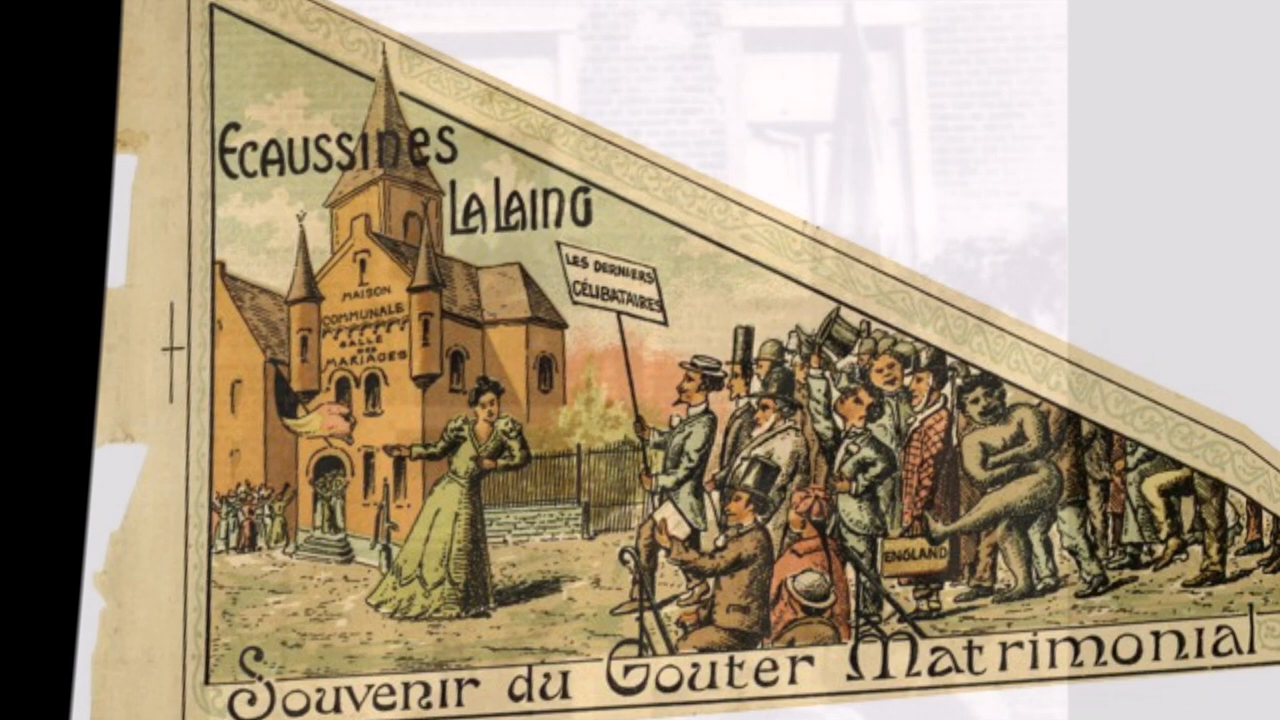 Ecaussines
Lalaing
LES DERNIERS
CÉLIBATAIRES
MAISON
COMMUNALE
SALLE
DES
MARIAGES
ENGLAND
Souvenir du Gouter Matrimonial